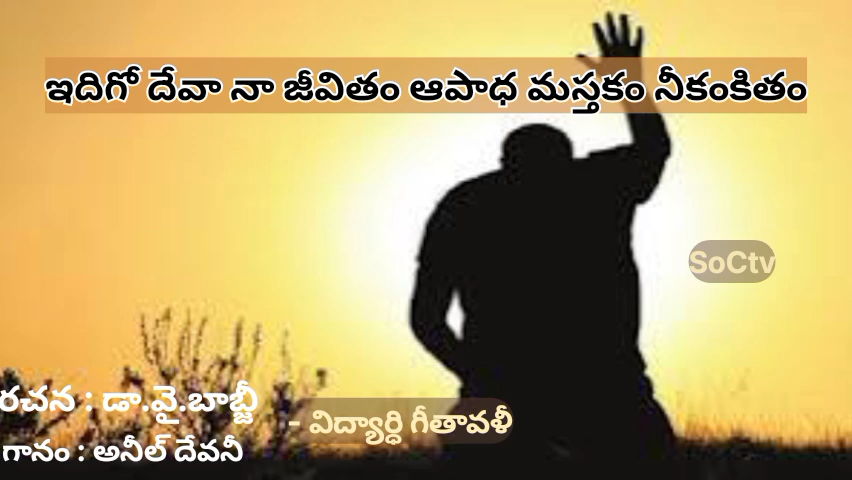 ఇదిగో దేవా నా జీవితం ఆపాధ మస్తకం నీకంకితం
SoCtv
రచన : డా.వై.బాబ్జీ
- విద్యార్ధి గీతావళీ
గానం : అనీల్ దేవనీ